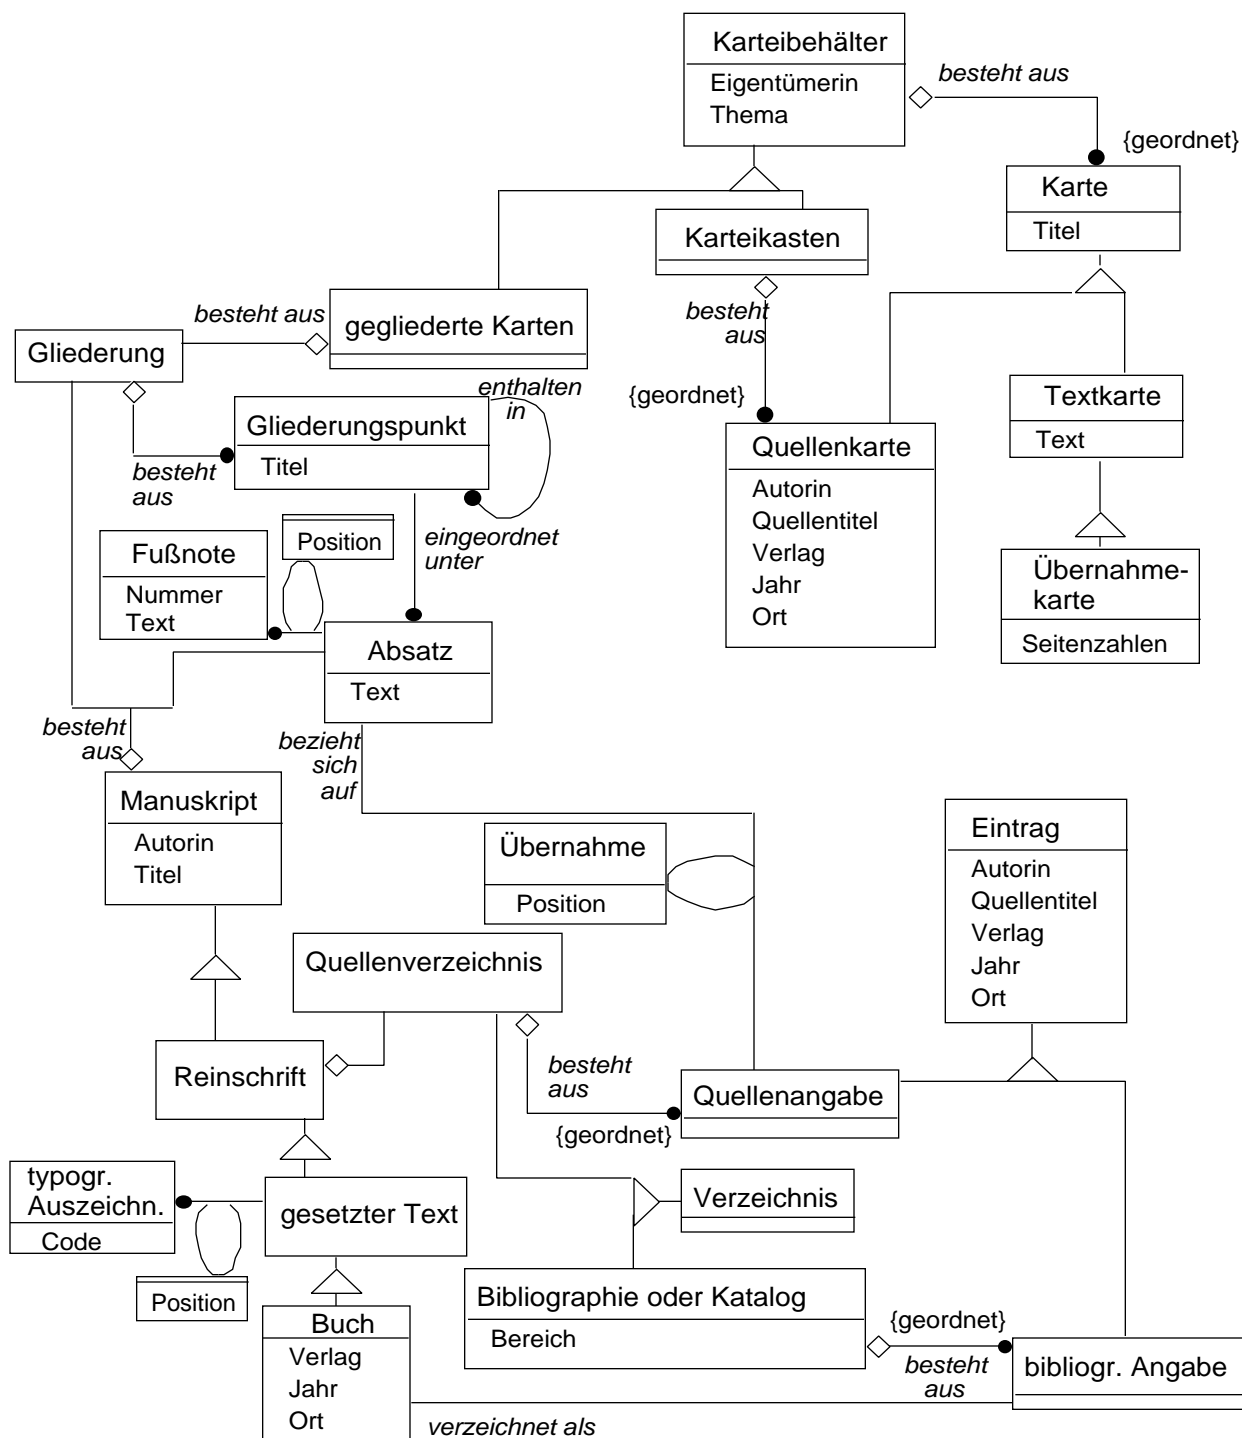 Karteibehälter
Eigentümerin
Thema
besteht aus
{geordnet}
Karte
Titel
Karteikasten
besteht
aus
{geordnet}
besteht aus
gegliederte Karten
Gliederung
enthalten
in
Gliederungspunkt
Titel
besteht
aus
Textkarte
Text
Quellenkarte
Autorin
Quellentitel
Verlag
Jahr
Ort
Position
eingeordnet
unter
Fußnote
Nummer
Text
Übernahme-
karte
Seitenzahlen
Absatz
Text
besteht
aus
bezieht
sich
auf
Manuskript
Autorin
Titel
Übernahme
Position
Eintrag
Autorin
Quellentitel
Verlag
Jahr
Ort
Quellenverzeichnis
Reinschrift
besteht
aus
{geordnet}
Quellenangabe
typogr.
Auszeichn.
Code
gesetzter Text
Verzeichnis
Position
Bibliographie oder Katalog
Bereich
{geordnet}
besteht
aus
bibliogr. Angabe
Buch
Verlag
Jahr
Ort
verzeichnet als